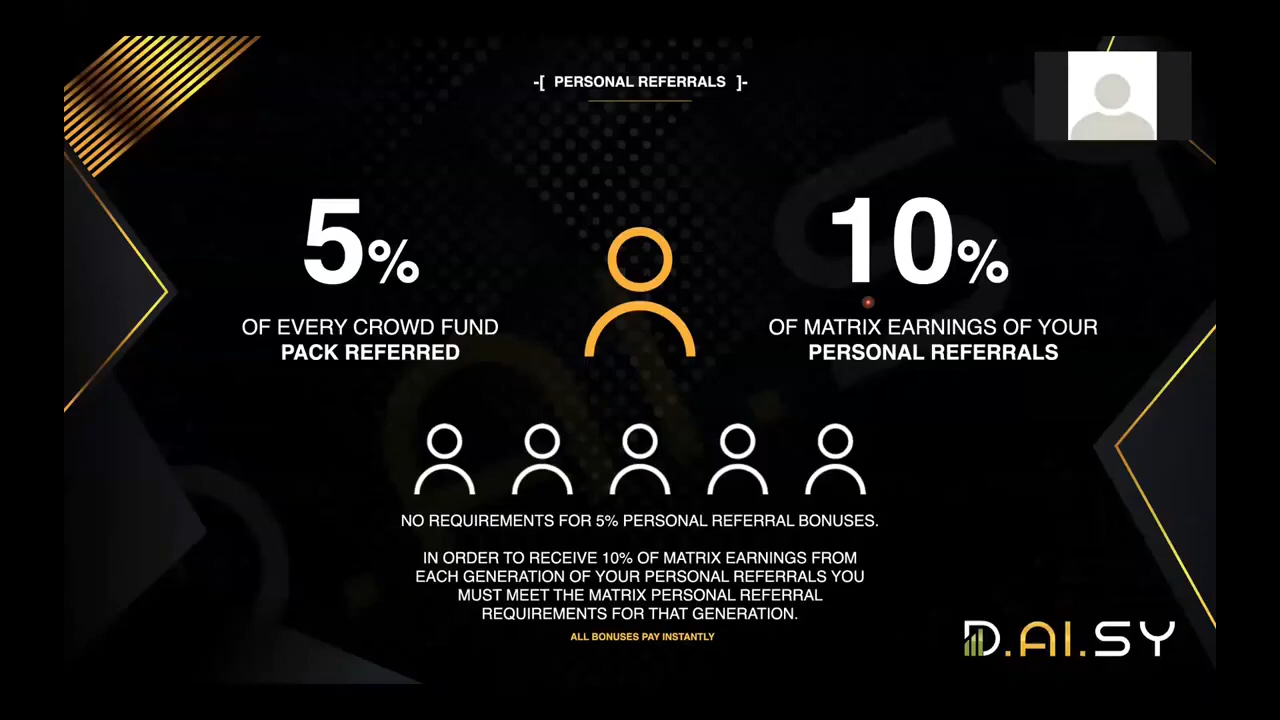 -[ PERSONAL REFERRALS ]-
5%
OF EVERY CROWD FUND
PACK REFERRED
10%
OF MATRIX EARNINGS OF YOUR
PERSONAL REFERRALS
NO REQUIREMENTS FOR 5% PERSONAL REFERRAL BONUSES.
IN ORDER TO RECEIVE 10% OF MATRIX EARNINGS FROM
EACH GENERATION OF YOUR PERSONAL REFERRALS YOU
MUST MEET THE MATRIX PERSONAL REFERRAL
REQUIREMENTS FOR THAT GENERATION.
ALL BONUSES PAY INSTANTLY
D.AI.SY